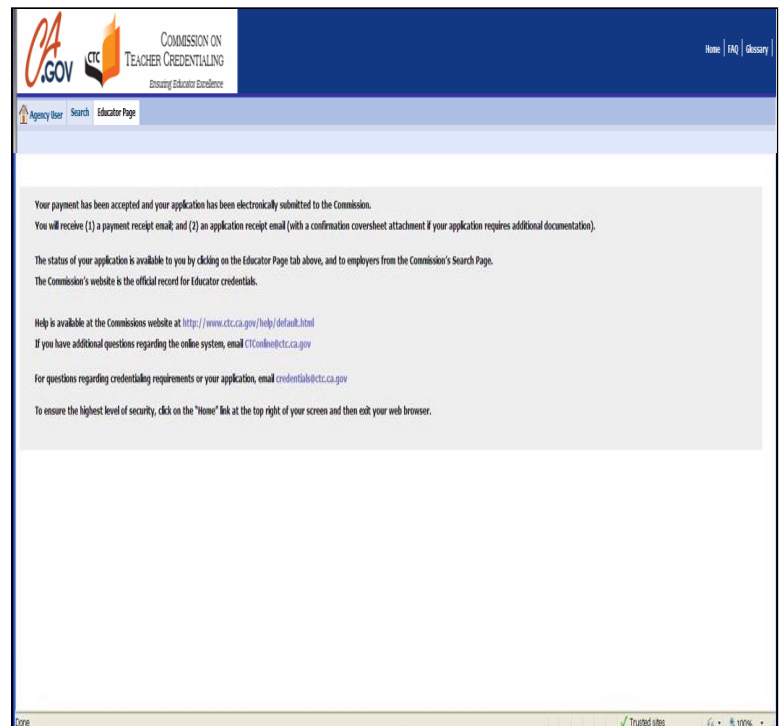 CA
.GOV
CTC
COMMISSION ON
TEACHER CREDENTIALING
Ensuring Educator Excellence
Home | FAQ | Glossary |
Agency User Search Educator Page
Your payment has been accepted and your application has been electronically submitted to the Commission.
You will receive (1) a payment receipt email; and (2) an application receipt email (with a confirmation coversheet attachment if your application requires additional documentation).
The status of your application is available to you by clicking on the Educator Page tab above, and to employers from the Commission's Search Page.
The Commission's website is the official record for Educator credentials.
Help is available at the Commissions website at http://www.ctc.ca.gov/help/default.html
If you have additional questions regarding the online system, email CTConline@ctc.ca.gov
For questions regarding credentialing requirements or your application, email credentials@ctc.ca.gov
To ensure the highest level of security, click on the "Home" link at the top right of your screen and then exit your web browser.
Done Trusted sites 100%